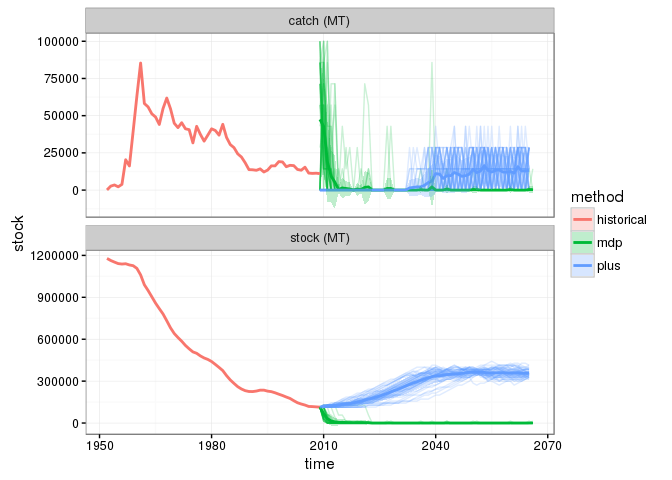 catch (MT)
100000
75000
50000
25000
0
stock
stock (MT)
1200000
900000
600000
300000
0
1950
1980
2010
2040
2070
time
method
historical
mdp
plus